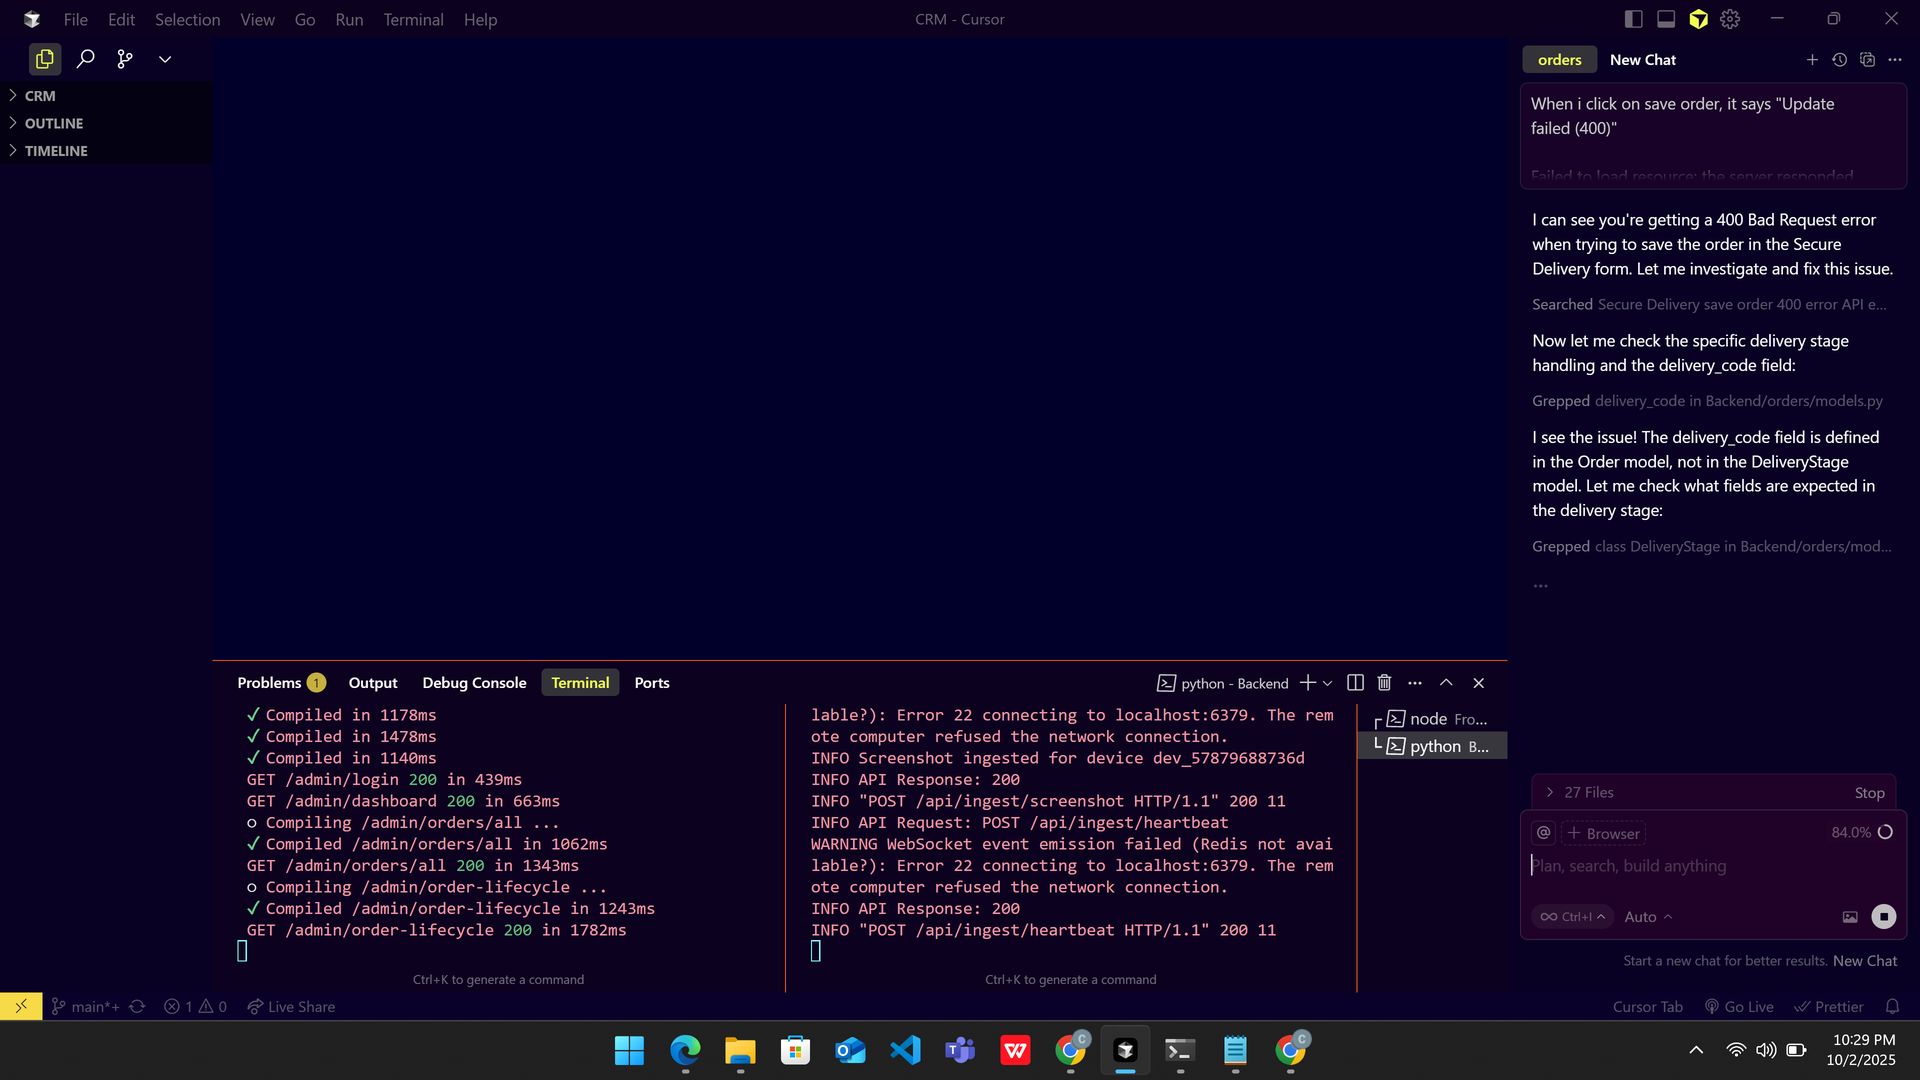 File Edit Selection View Go Run Terminal Help
CRM - Cursor
CRM
OUTLINE
TIMELINE
orders New Chat
When i click on save order, it says "Update
failed (400)"
Failed to load resource: the server responded
I can see you're getting a 400 Bad Request error
when trying to save the order in the Secure
Delivery form. Let me investigate and fix this issue.
Searched Secure Delivery save order 400 error API e...
Now let me check the specific delivery stage
handling and the delivery_code field:
Grepped delivery_code in Backend/orders/models.py
I see the issue! The delivery_code field is defined
in the Order model, not in the DeliveryStage
model. Let me check what fields are expected in
the delivery stage:
Grepped class DeliveryStage in Backend/orders/mod...
...
27 Files Stop
@ + Browser 84.0%
Plan, search, build anything
∞ Ctrl+I Auto
Start a new chat for better results. New Chat
Problems 1 Output Debug Console Terminal Ports
python - Backend
✓ Compiled in 1178ms
✓ Compiled in 1478ms
✓ Compiled in 1140ms
GET /admin/login 200 in 439ms
GET /admin/dashboard 200 in 663ms
○ Compiling /admin/orders/all ...
✓ Compiled /admin/orders/all in 1062ms
GET /admin/orders/all 200 in 1343ms
○ Compiling /admin/order-lifecycle ...
✓ Compiled /admin/order-lifecycle in 1243ms
GET /admin/order-lifecycle 200 in 1782ms
Ctrl+K to generate a command
lable?): Error 22 connecting to localhost:6379. The rem
ote computer refused the network connection.
INFO Screenshot ingested for device dev_57879688736d
INFO API Response: 200
INFO "POST /api/ingest/screenshot HTTP/1.1" 200 11
INFO API Request: POST /api/ingest/heartbeat
WARNING WebSocket event emission failed (Redis not avai
lable?): Error 22 connecting to localhost:6379. The rem
ote computer refused the network connection.
INFO API Response: 200
INFO "POST /api/ingest/heartbeat HTTP/1.1" 200 11
Ctrl+K to generate a command
node Fro...
python B...
main*+ 1 0 Live Share
Cursor Tab Go Live Prettier
10:29 PM
10/2/2025